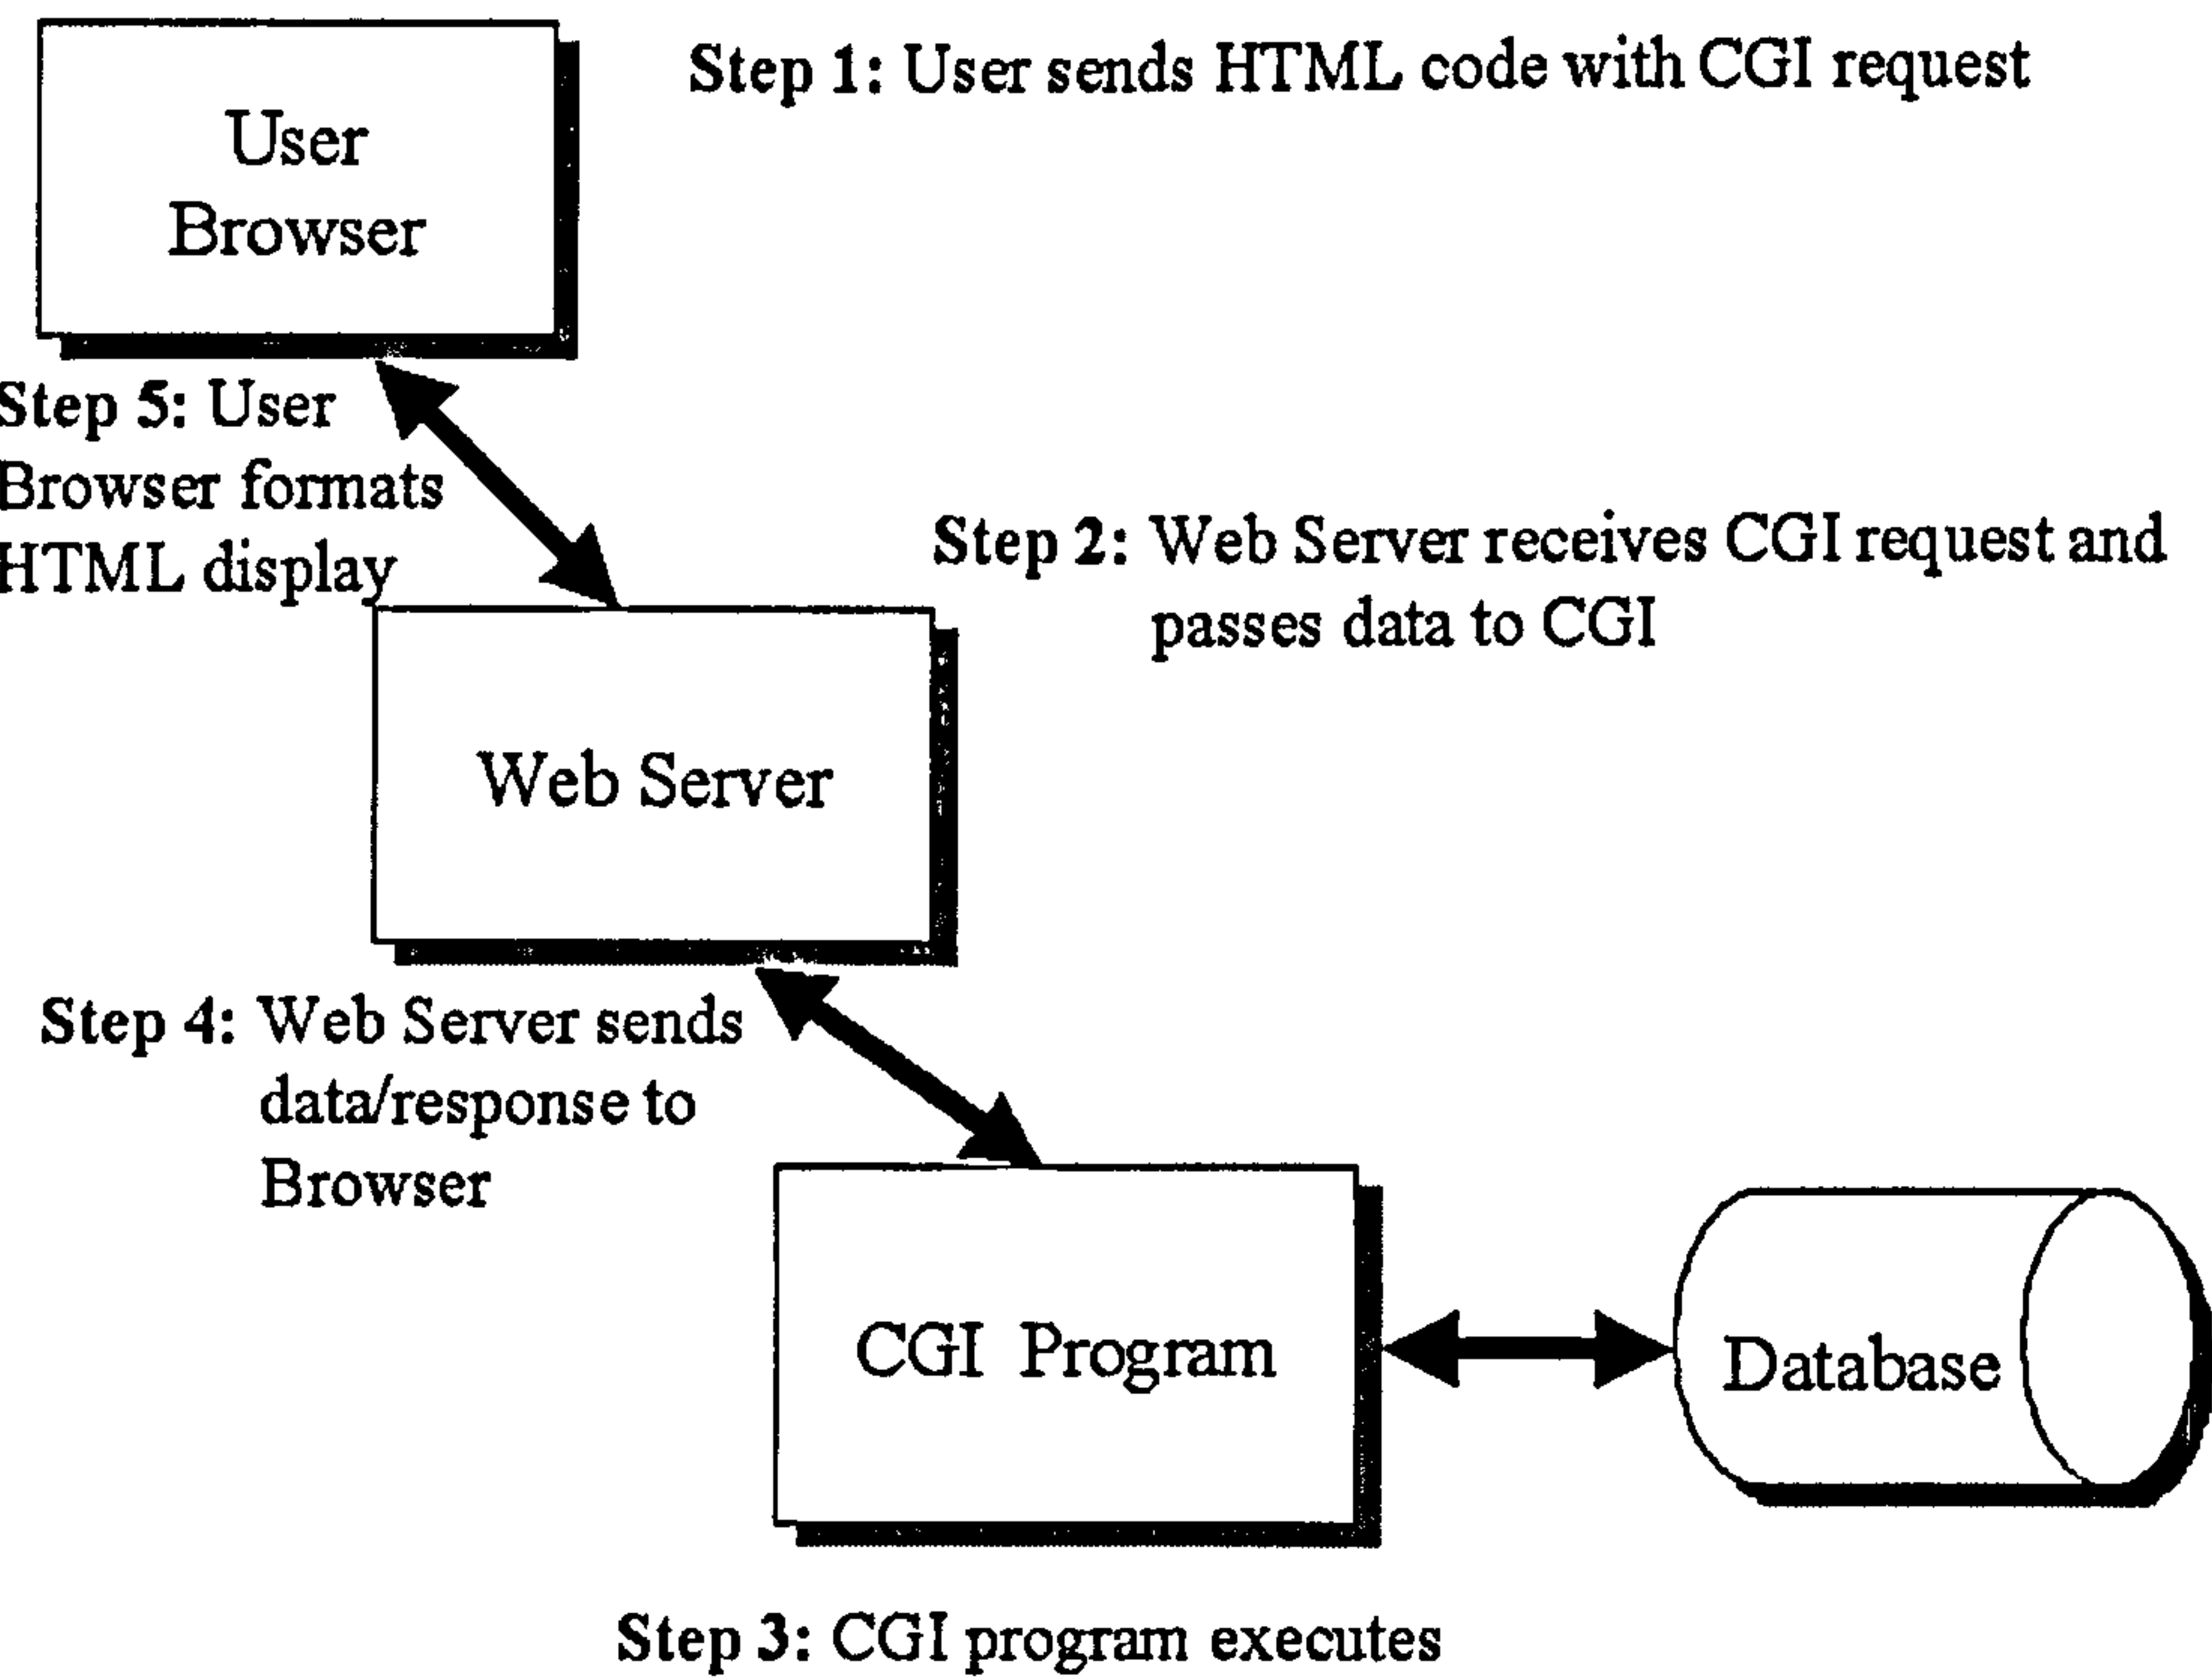 Step 1: User sends HTML code with CGI request
User
Browser
Step 5: User
Browser formats
HTML display
Step 2: Web Server receives CGI request and
passes data to CGI
Web Server
Step 4: Web Server sends
data/response to
Browser
CGI Program
Database
Step 3: CGI program executes